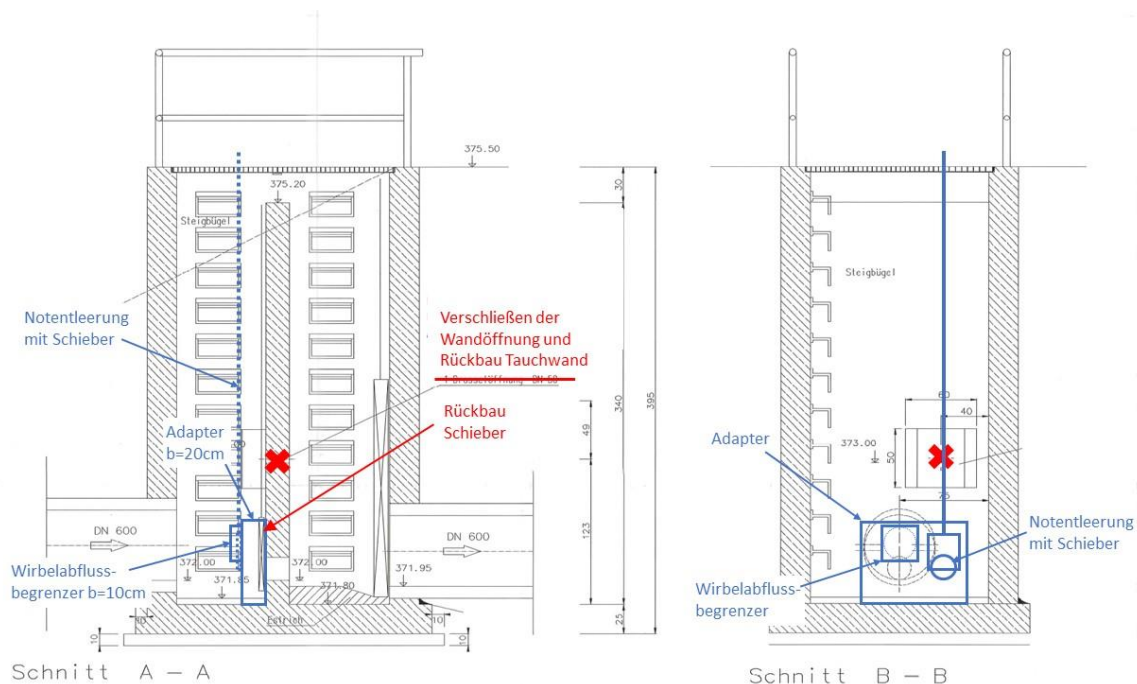 375.50
375.20
30
Steigbügel
Steigbügel
Notentleerung
mit Schieber
Verschließen der
Wandöffnung und
Rückbau Tauchwand
Rückbau
Schieber
Adapter
b=20cm
340
395
49
123
25
60
40
Adapter
373.00
50
75
DN 600
DN 600
372.00
372.00
371.85
371.80
371.95
Wirbelabfluss-
begrenzer b=10cm
Notentleerung
mit Schieber
Wirbelabfluss-
begrenzer
Estrich
10
10
10
Schnitt A – A
Schnitt B – B